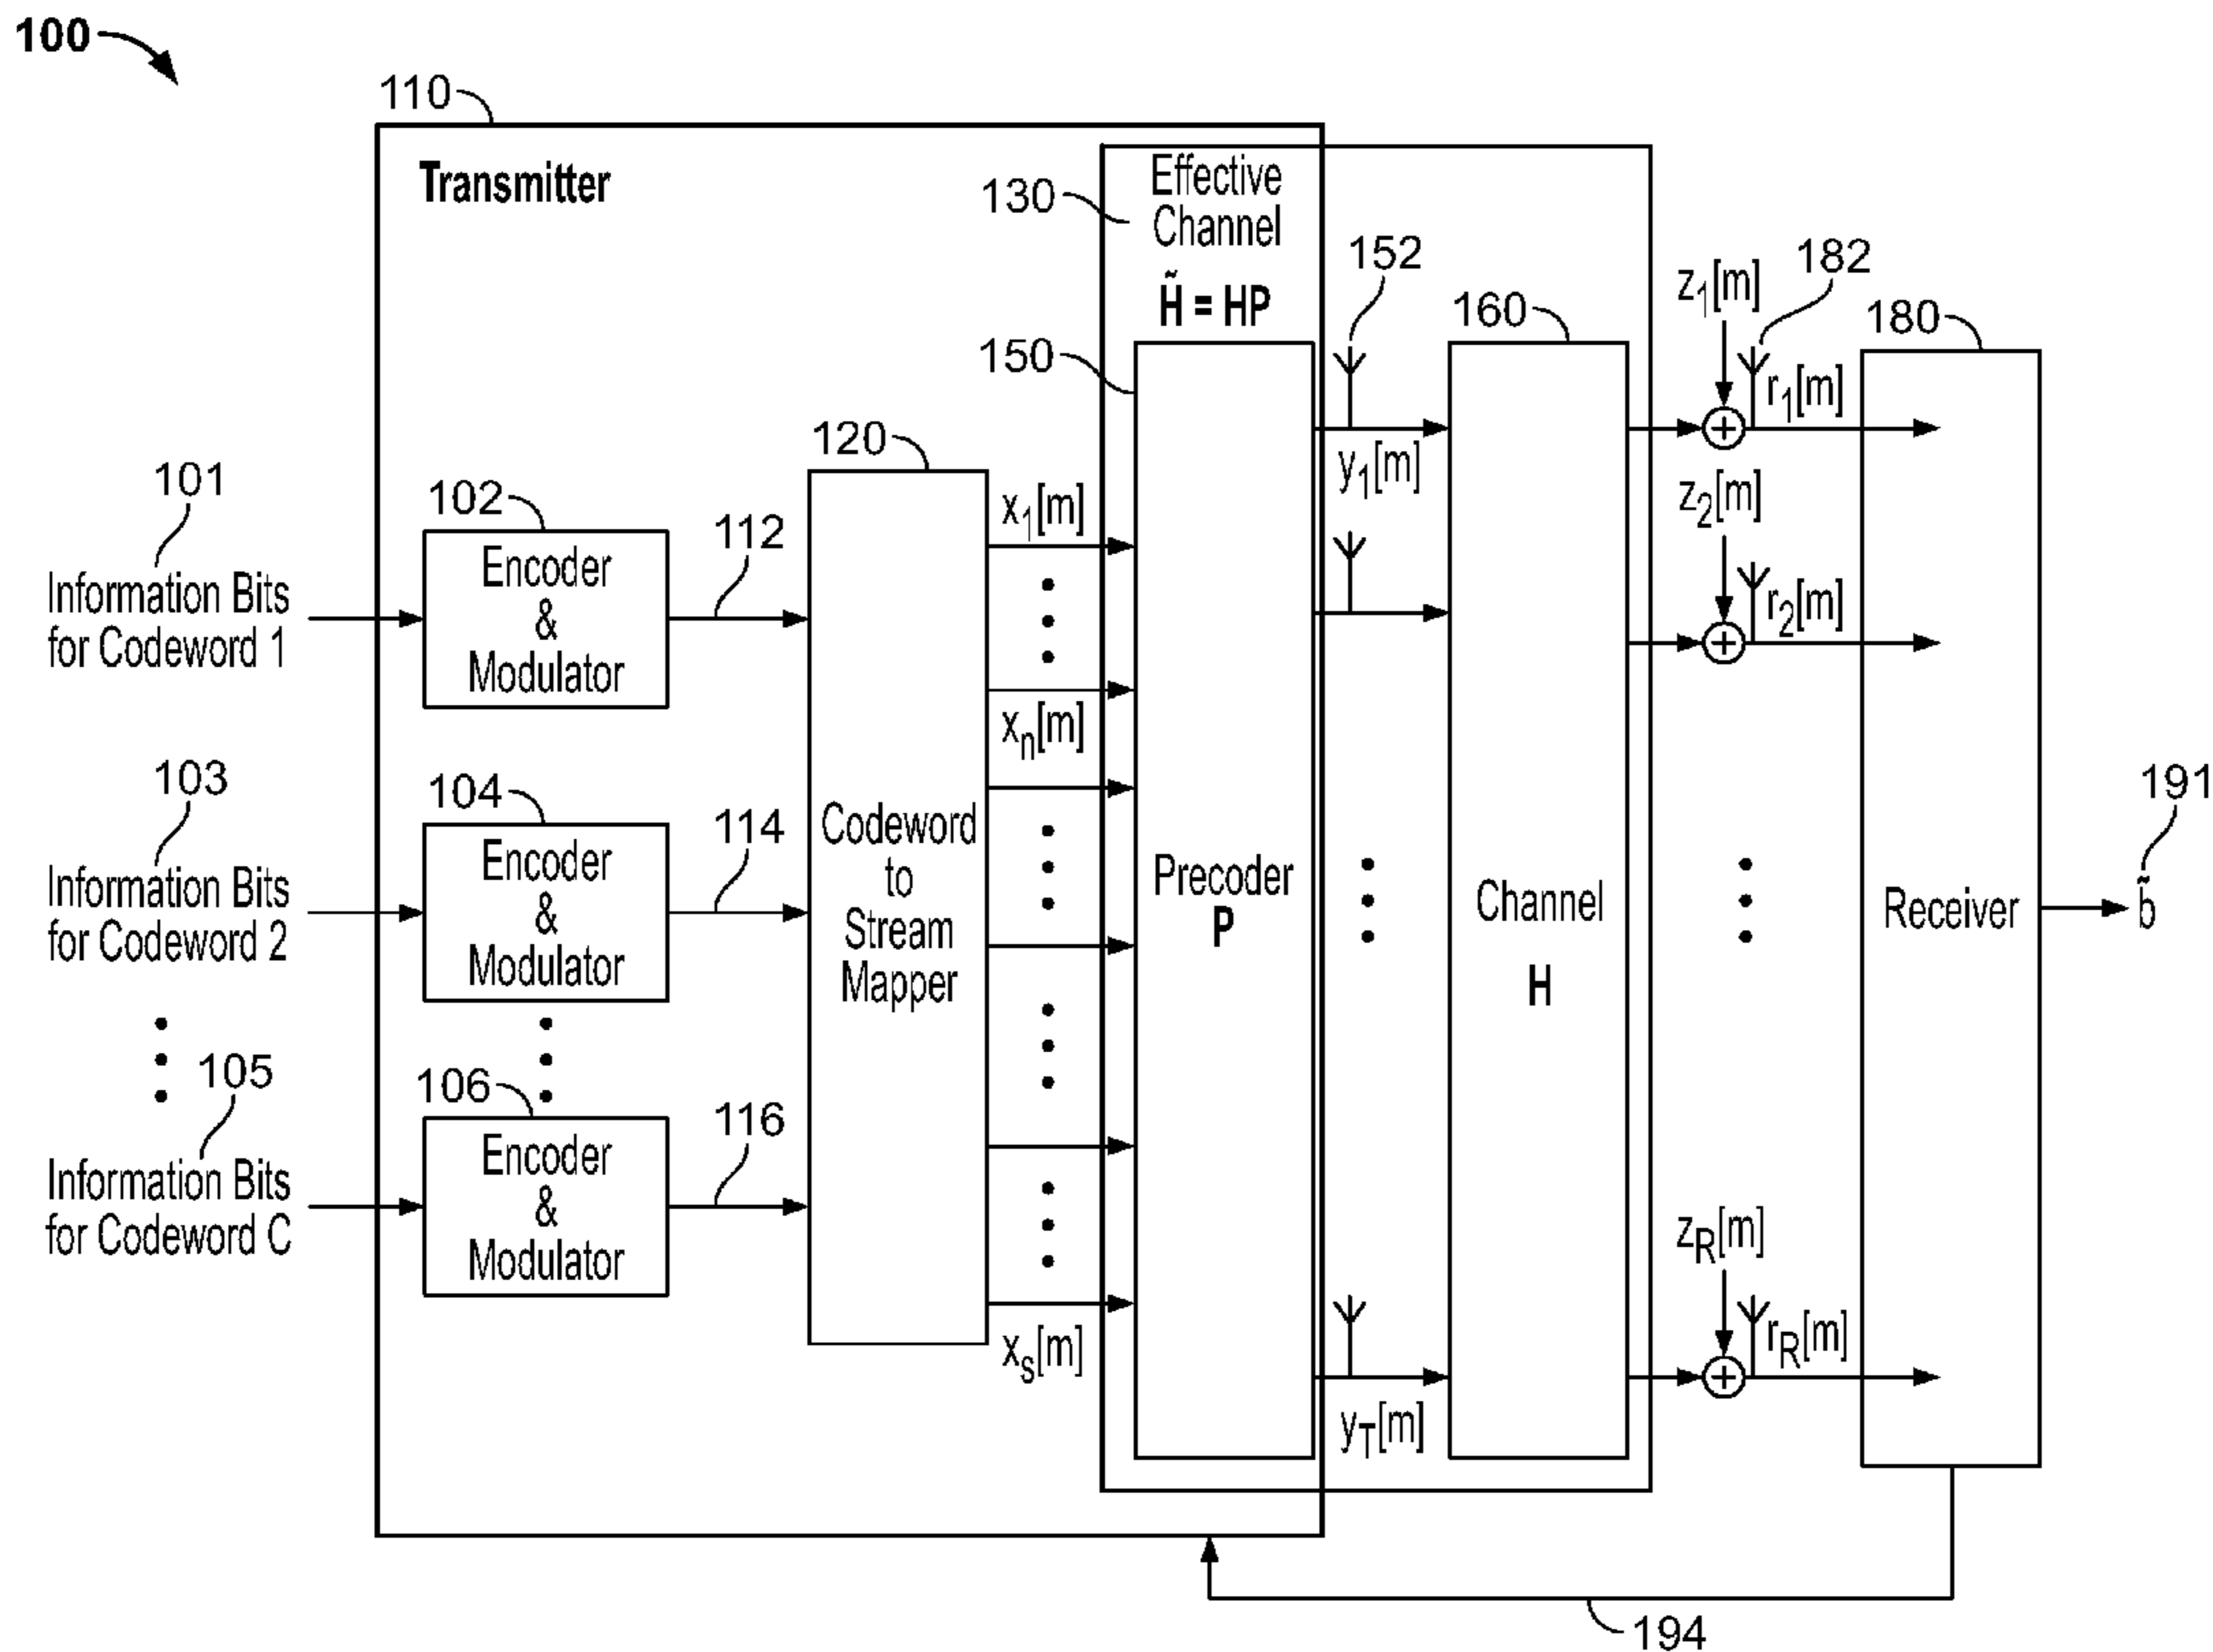 100
110
Transmitter
130
Effective
Channel
H̃ = HP
152
z1[m]
182
160
180
150
r1[m]
y1[m]
120
101
102
112
x1[m]
z2[m]
Information Bits
for Codeword 1
Encoder
&
Modulator
r2[m]
xn[m]
103
104
114
Information Bits
for Codeword 2
Encoder
&
Modulator
Codeword
to
Stream
Mapper
Precoder
P
Channel
H
Receiver
191
b̃
105
106
116
Information Bits
for Codeword C
Encoder
&
Modulator
zR[m]
xs[m]
rR[m]
yT[m]
194